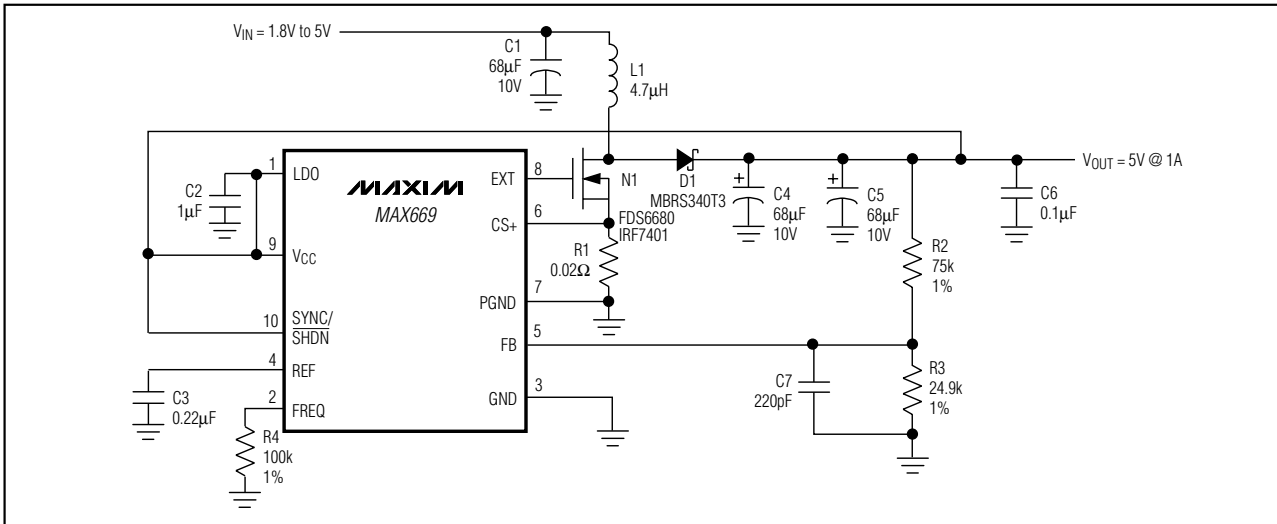 VIN = 1.8V to 5V
C1
68μF
10V
L1
4.7μH
1
LDO
MAXIM
MAX669
EXT
8
N1
D1
MBRS340T3
VOUT = 5V @ 1A
C2
1μF
CS+
6
FDS6680
IRF7401
+
C4
68μF
10V
+
C5
68μF
10V
C6
0.1μF
9
VCC
R1
0.02Ω
R2
75k
1%
PGND
7
10
SYNC/
SHDN
FB
5
4
REF
C3
0.22μF
C7
220pF
R3
24.9k
1%
2
FREQ
GND
3
R4
100k
1%